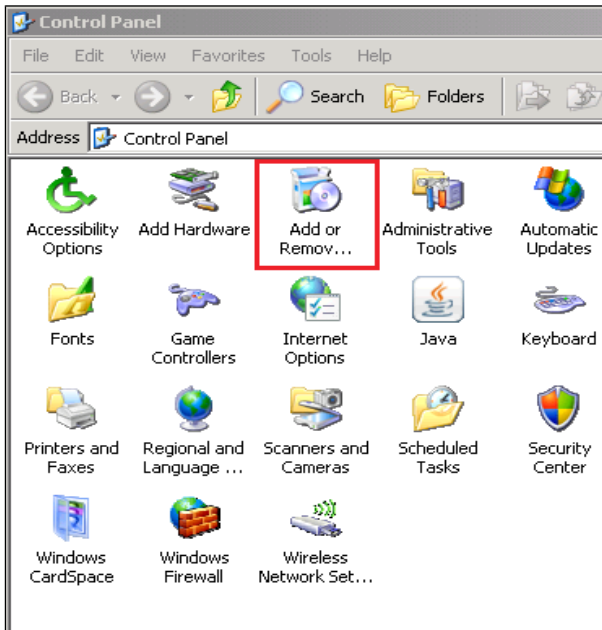 Control Panel
File Edit View Favorites Tools Help
Back Search Folders
Address Control Panel
Accessibility Options Add Hardware Add or Remov... Administrative Tools Automatic Updates
Fonts Game Controllers Internet Options Java Keyboard
Printers and Faxes Regional and Language ... Scanners and Cameras Scheduled Tasks Security Center
Windows CardSpace Windows Firewall Wireless Network Set...